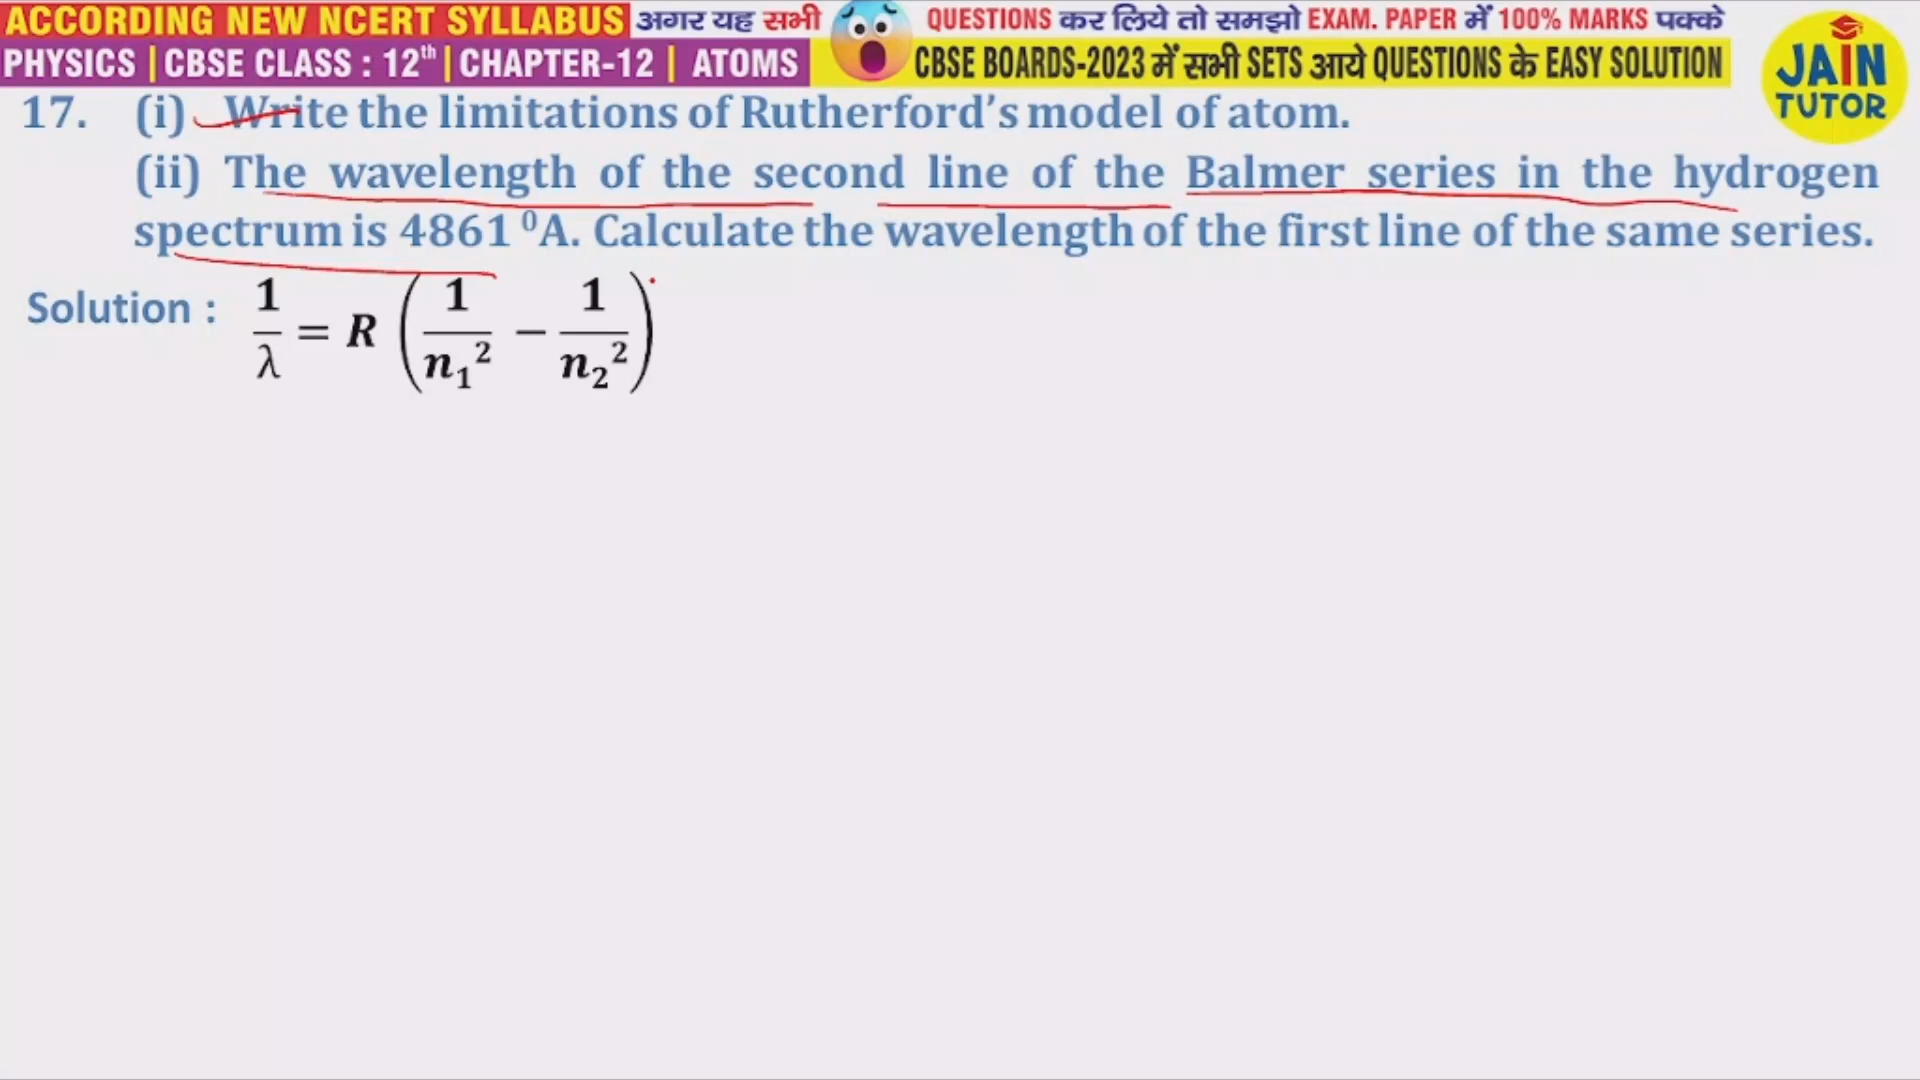 ACCORDING NEW NCERT SYLLABUS अगर यह सभी QUESTIONS कर लिये तो समझो EXAM. PAPER में 100% MARKS पक्के
PHYSICS | CBSE CLASS : 12th | CHAPTER-12 | ATOMS CBSE BOARDS-2023 में सभी SETS आये QUESTIONS के EASY SOLUTION
JAIN
TUTOR
17. (i) Write the limitations of Rutherford’s model of atom.
(ii) The wavelength of the second line of the Balmer series in the hydrogen
spectrum is 4861 ⁰A. Calculate the wavelength of the first line of the same series.
Solution : 1/λ = R (1/n₁² − 1/n₂²)